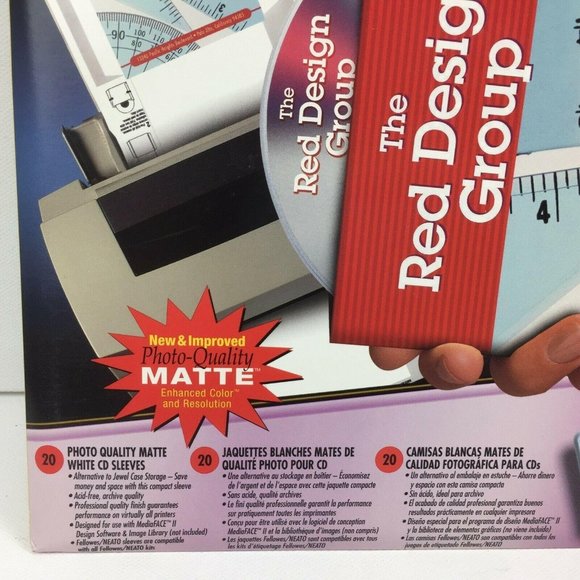 The
Red Design
Group
The
Red Desig
Group
4
New & Improved
Photo-Quality
MATTE™
Enhanced Color™
and Resolution
20
PHOTO QUALITY MATTE
WHITE CD SLEEVES
• Alternative to Jewel Case Storage – Save
money and space with this compact sleeve
• Acid-free, archive quality
• Professional quality finish guarantees
performance on virtually all printers
• Designed for use with MediaFACE™ II
Design Software & Image Library (not included)
• Fellowes/NEATO sleeves are compatible
with all Fellowes/NEATO kits
20
JAQUETTES BLANCHES MATES DE
QUALITÉ PHOTO POUR CD
• Une alternative au stockage en boîtier – Économisez
de l'argent et de l'espace avec cette jaquette compacte
• Sans acide, qualité archives
• Le fini qualité professionnelle garantit la performance
sur pratiquement toutes les imprimantes
• Conçu pour être utilisé avec le logiciel de conception
MediaFACE™ II et la bibliothèque d'images (non compris)
• Les jaquettes Fellowes/NEATO sont compatibles avec tous
les kits d'étiquetage Fellowes/NEATO
20
CAMISAS BLANCAS MATES DE
CALIDAD FOTOGRÁFICA PARA CDs
• Un alternativo al embalaje en estuche – Ahorre dinero
y espacio con esta camisa compacta
• Sin ácido, ideal para archivo
• El acabado de calidad profesional garantiza buenos
resultados prácticamente en cualquier impresora
• Diseño especial para el programa de diseño MediaFACE™ II
y la biblioteca de elementos gráficos (no vienen incluidos)
• Las camisas Fellowes/NEATO son compatibles con todos los
juegos de etiquetado Fellowes/NEATO